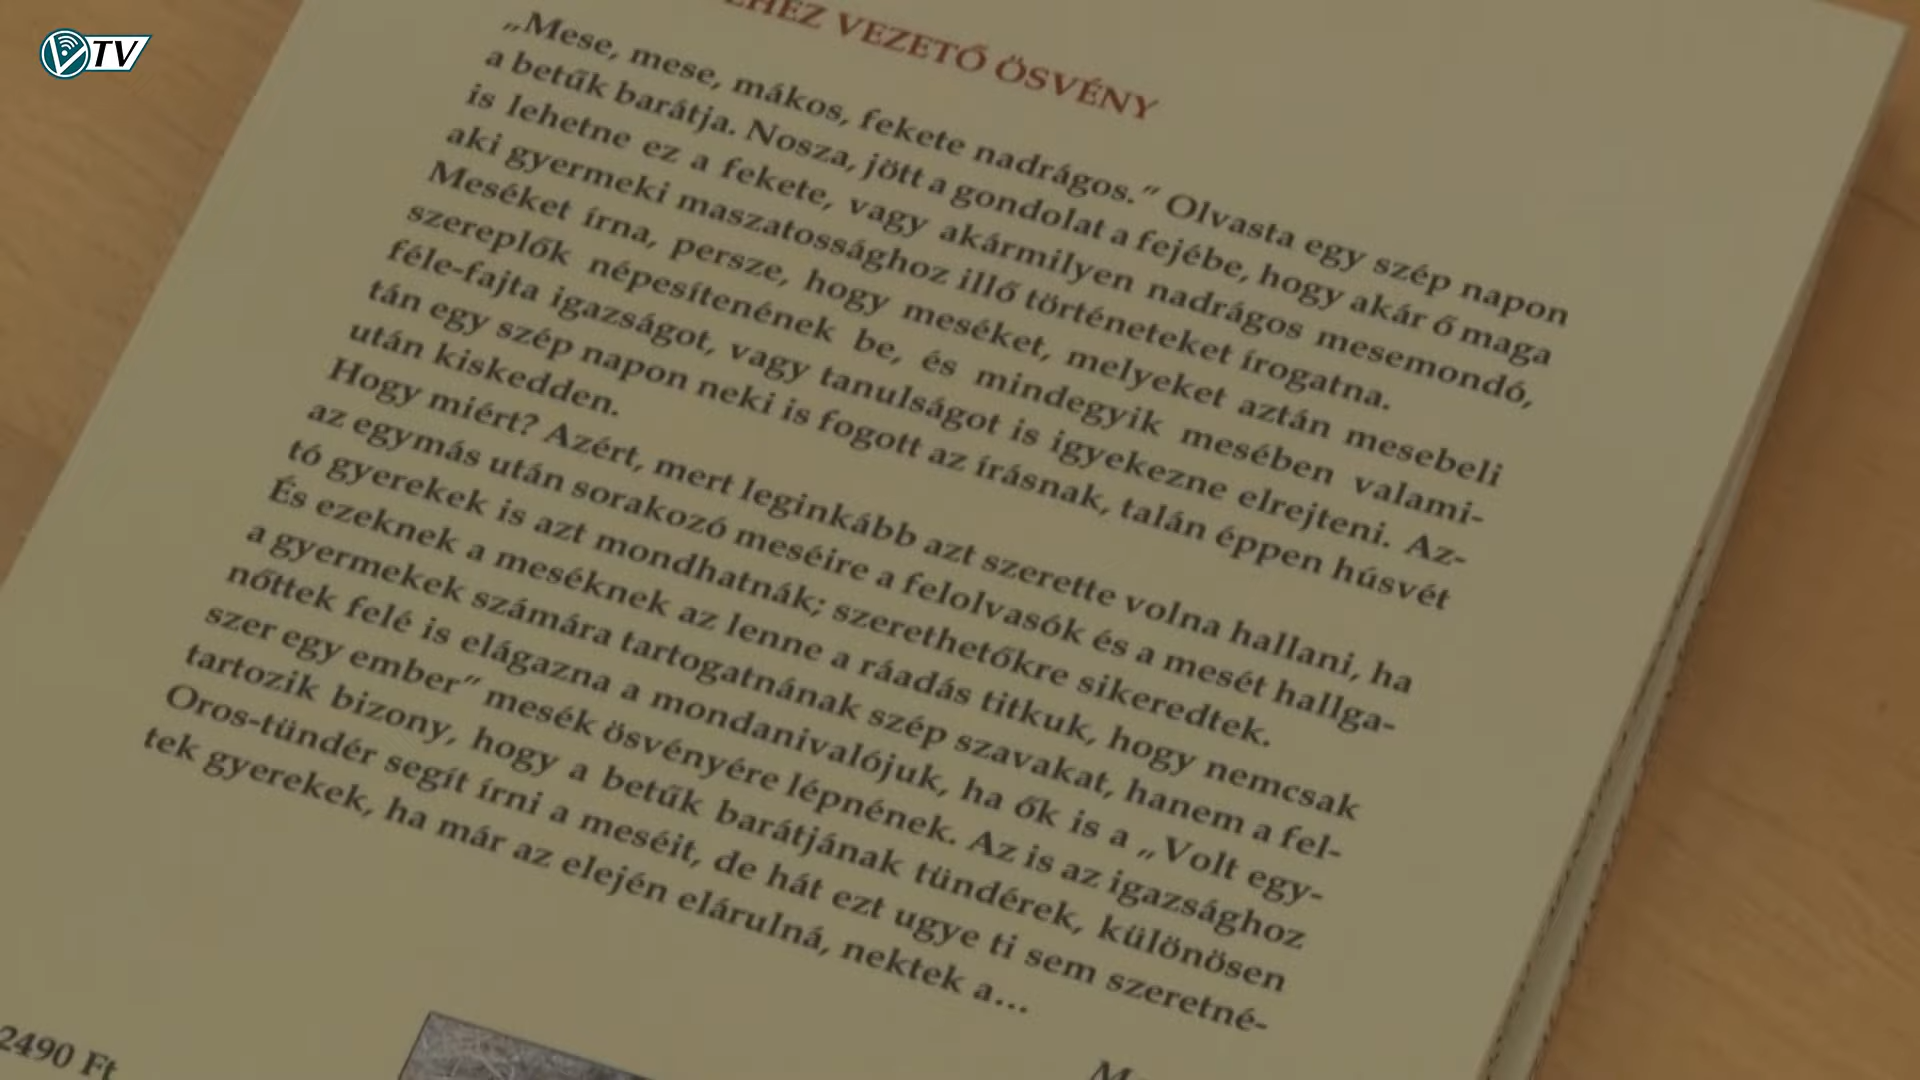 VTV
VEZETŐ ÖSVÉNY
„Mese, mese, mákos, fekete nadrágos.” Olvasta egy szép napon
a betűk barátja. Nosza, jött a gondolat a fejébe, hogy akár ő maga
is lehetne ez a fekete, vagy akármilyen nadrágos mesemondó,
aki gyermeki maszatossághoz illő történeteket írogatna.
Meséket írna, persze, hogy meséket, melyeket aztán mesebeli
szereplők népesítenének be, és mindegyik mesében valami-
féle-fajta igazságot, vagy tanulságot is igyekezne elrejteni. Az-
tán egy szép napon neki is fogott az írásnak, talán éppen húsvét
után kiskedden.
Hogy miért? Azért, mert leginkább azt szerette volna hallani, ha
az egymás után sorakozó meséire a felolvasók és a mesét hallga-
tó gyerekek is azt mondhatnák; szerethetőkre sikeredtek.
És ezeknek a meséknek az lenne a ráadás titkuk, hogy nemcsak
a gyermekek számára tartogatnának szép szavakat, hanem a fel-
nőttek felé is elágazna a mondanivalójuk, ha ők is a „Volt egy-
szer egy ember” mesék ösvényére lépnének. Az is az igazsághoz
tartozik bizony, hogy a betűk barátjának tündérek, különösen
Oros-tündér segít írni a meséit, de hát ezt ugye ti sem szeretné-
tek gyerekek, ha már az elején elárulná, nektek a...
2490 Ft